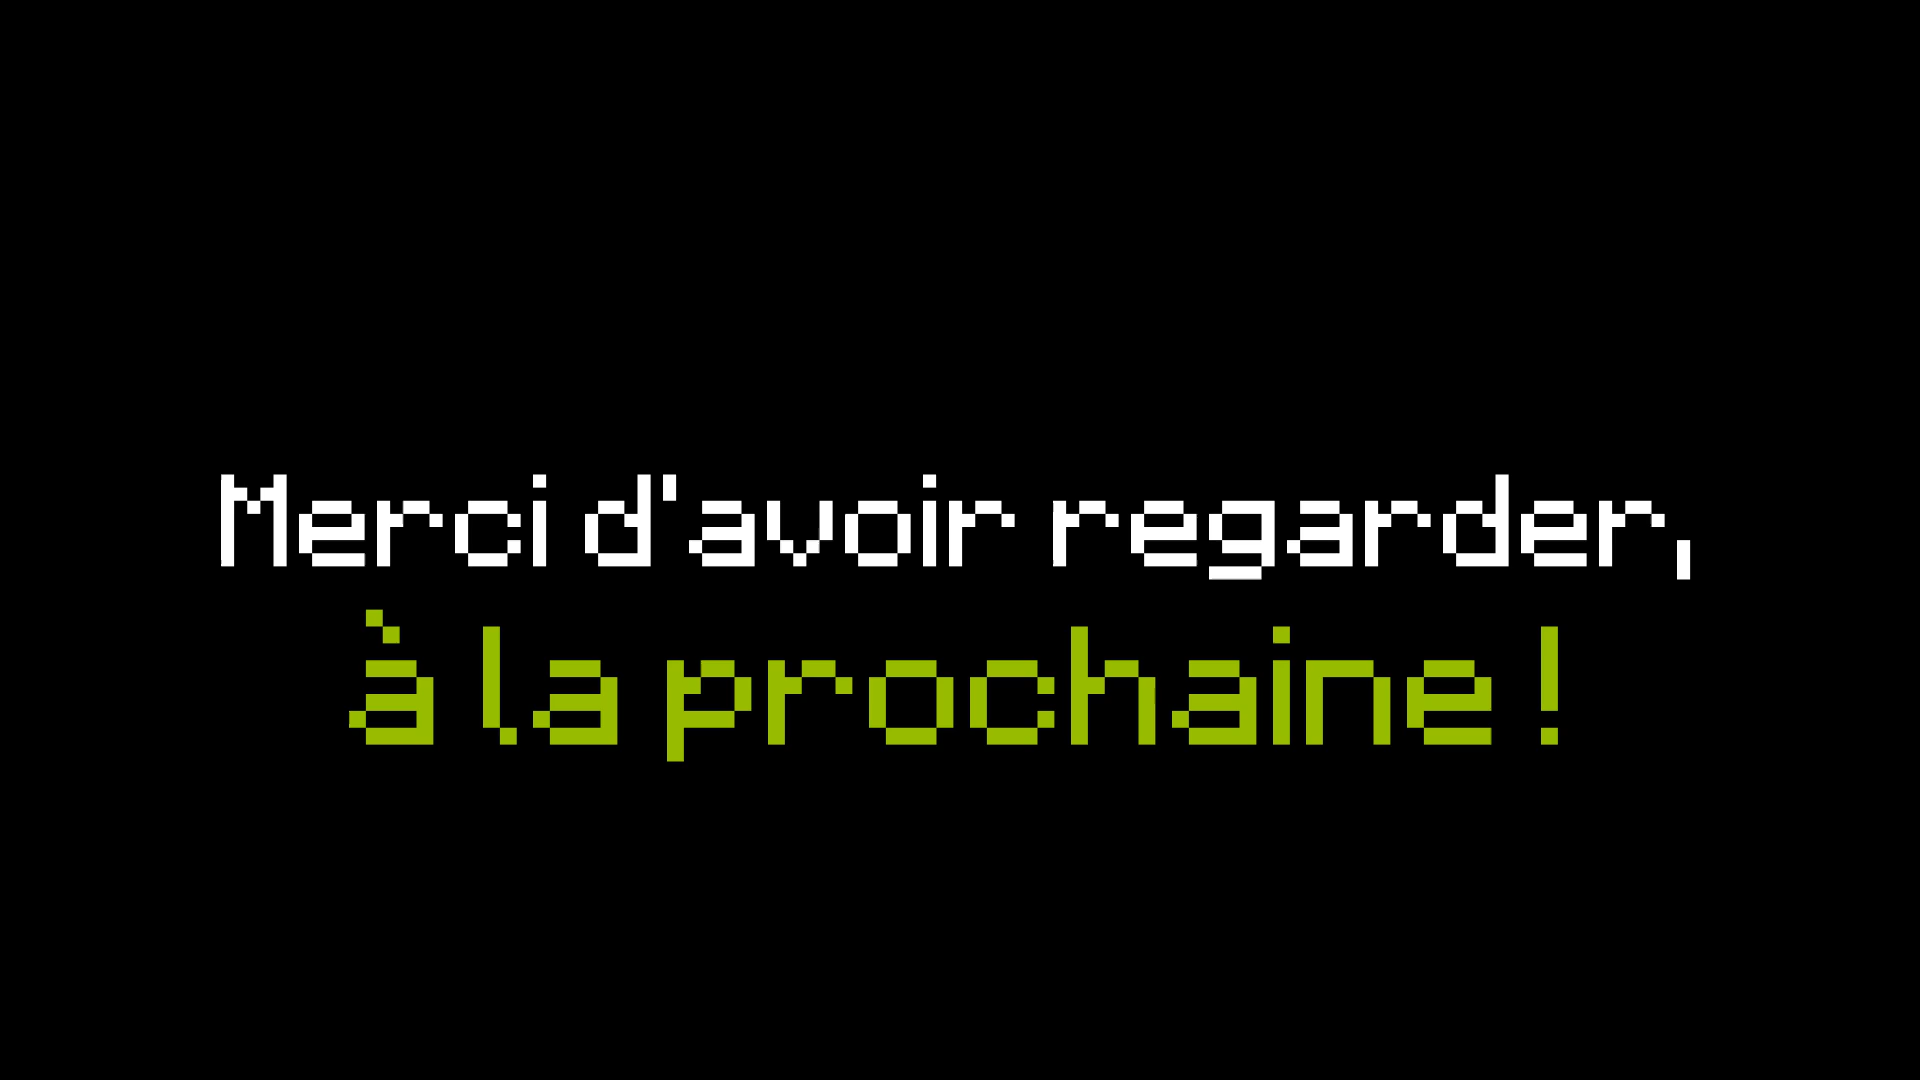 Merci d'avoir regarder,
à la prochaine !